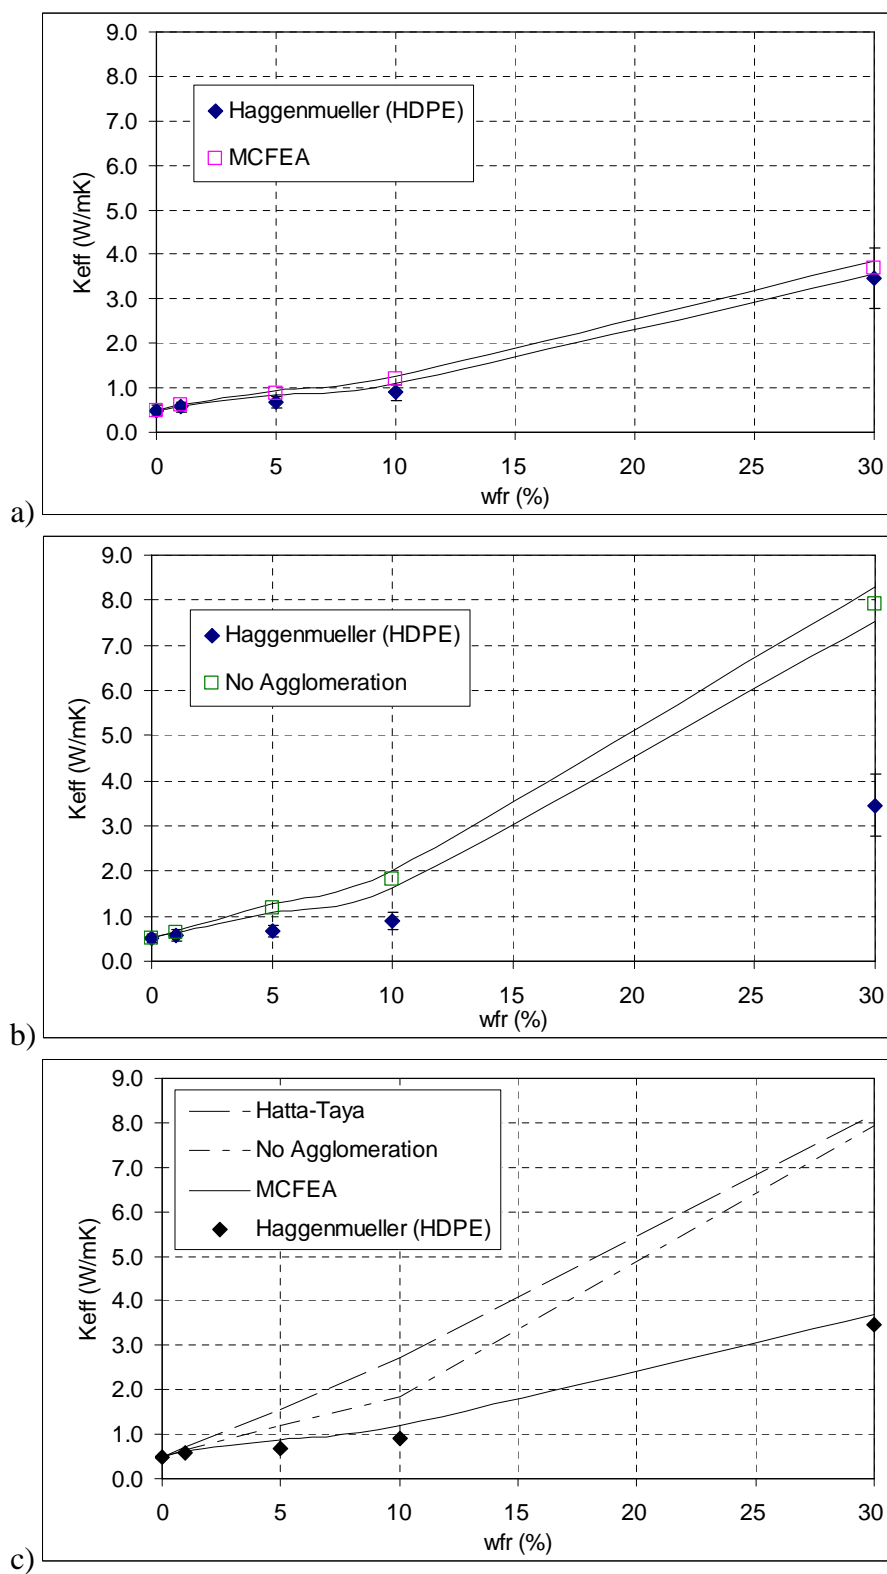 9.0
8.0
7.0
6.0
5.0
4.0
3.0
2.0
1.0
0.0
Keff (W/mK)
Haggenmueller (HDPE)
MCFEA
0 5 10 15 20 25 30
wfr (%)
a)
9.0
8.0
7.0
6.0
5.0
4.0
3.0
2.0
1.0
0.0
Keff (W/mK)
Haggenmueller (HDPE)
No Agglomeration
0 5 10 15 20 25 30
wfr (%)
b)
9.0
8.0
7.0
6.0
5.0
4.0
3.0
2.0
1.0
0.0
Keff (W/mK)
Hatta-Taya
No Agglomeration
MCFEA
Haggenmueller (HDPE)
0 5 10 15 20 25 30
wfr (%)
c)